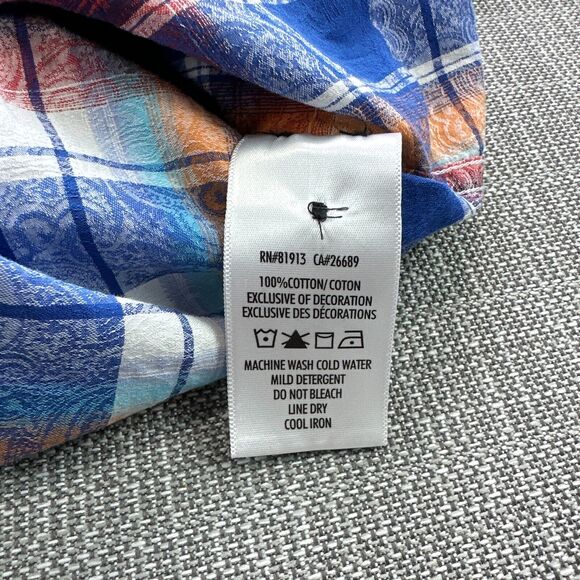 RN#81913 CA#26689
100%COTTON/COTON
EXCLUSIVE OF DECORATION
EXCLUSIVE DES DÉCORATIONS
MACHINE WASH COLD WATER
MILD DETERGENT
DO NOT BLEACH
LINE DRY
COOL IRON